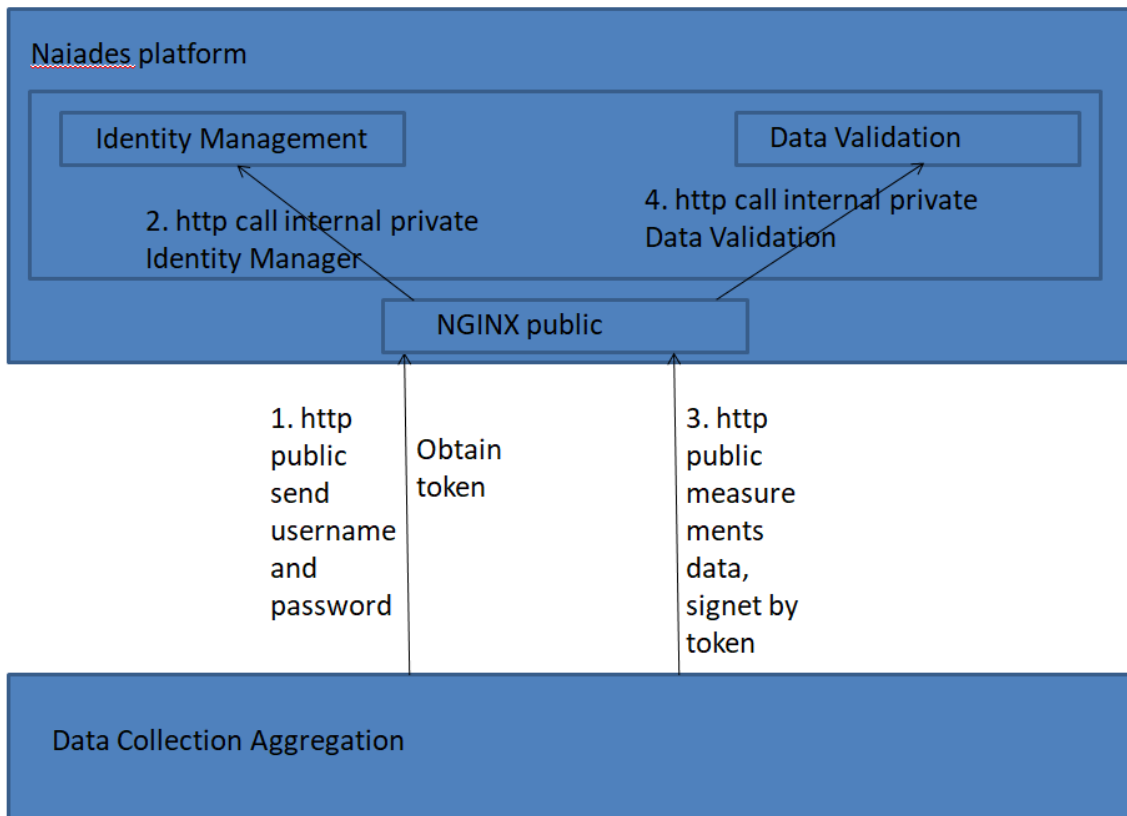 Naiades platform
Identity Management
Data Validation
2. http call internal private
Identity Manager
4. http call internal private
Data Validation
NGINX public
1. http
public
send
username
and
password
Obtain
token
3. http
public
measure
ments
data,
signet by
token
Data Collection Aggregation